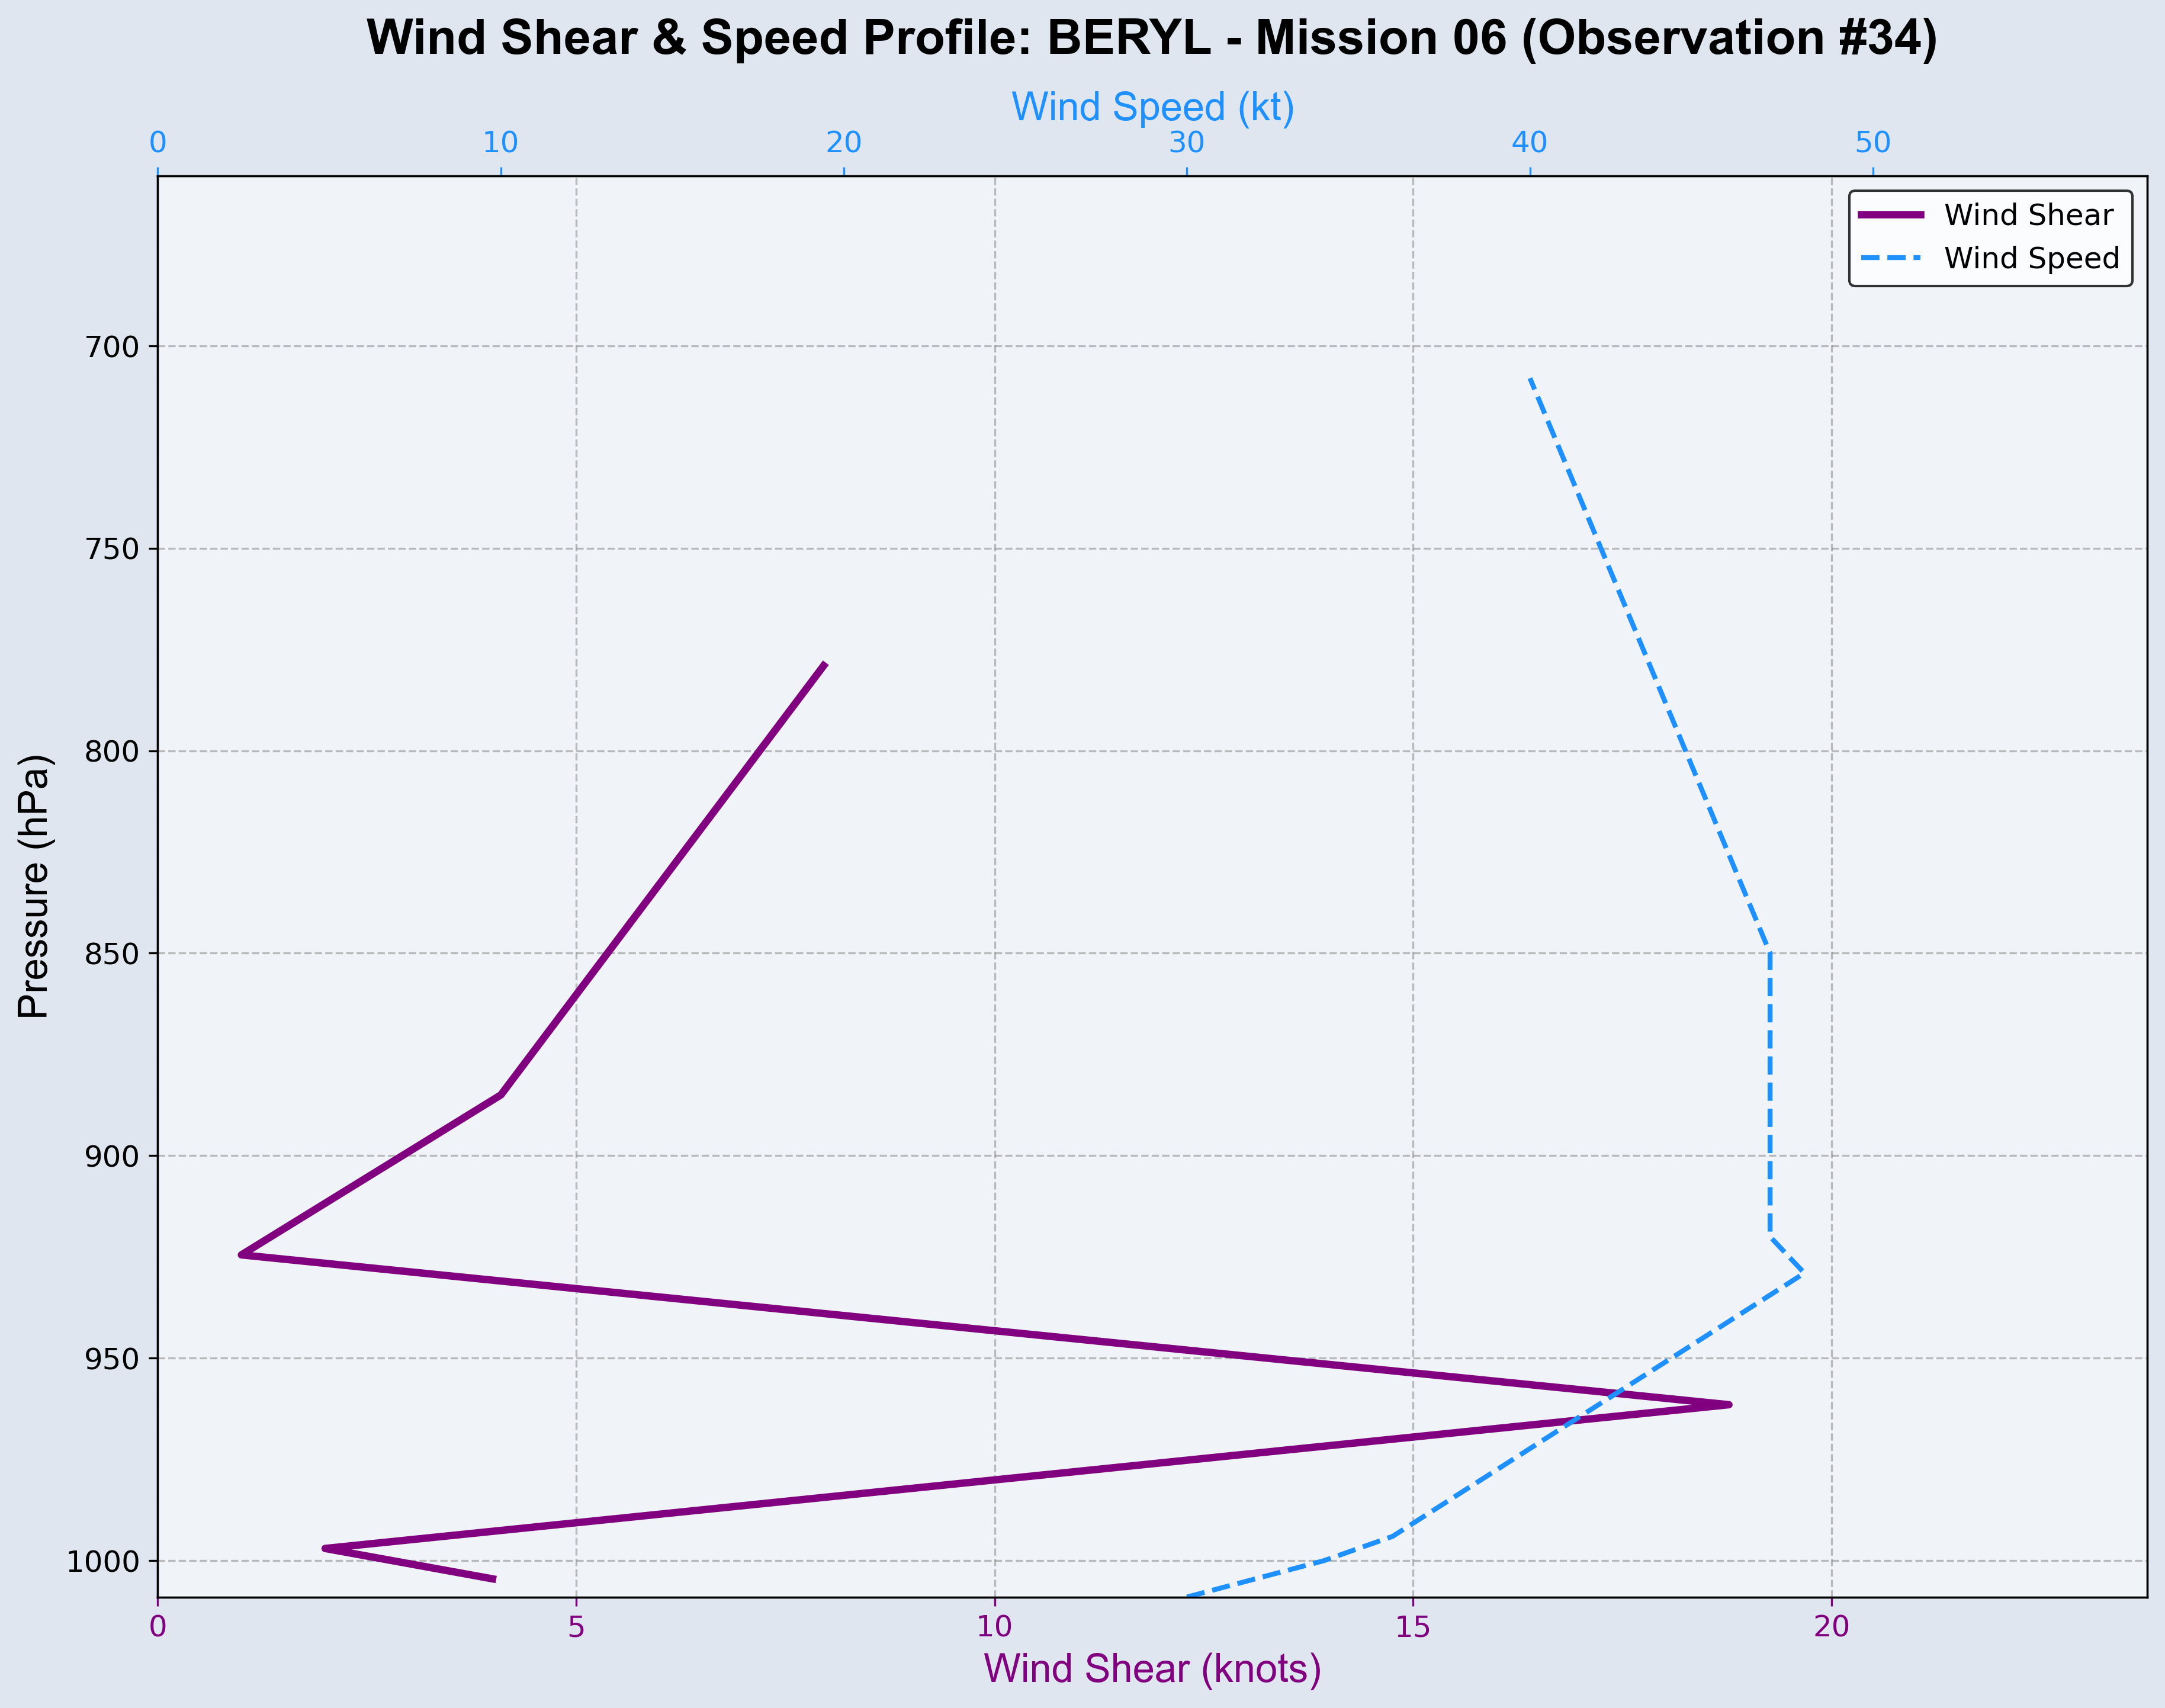 Wind Shear & Speed Profile: BERYL - Mission 06 (Observation #34)
Wind Speed (kt)
0 10 20 30 40 50
Wind Shear
Wind Speed
Pressure (hPa)
700
750
800
850
900
950
1000
0 5 10 15 20
Wind Shear (knots)